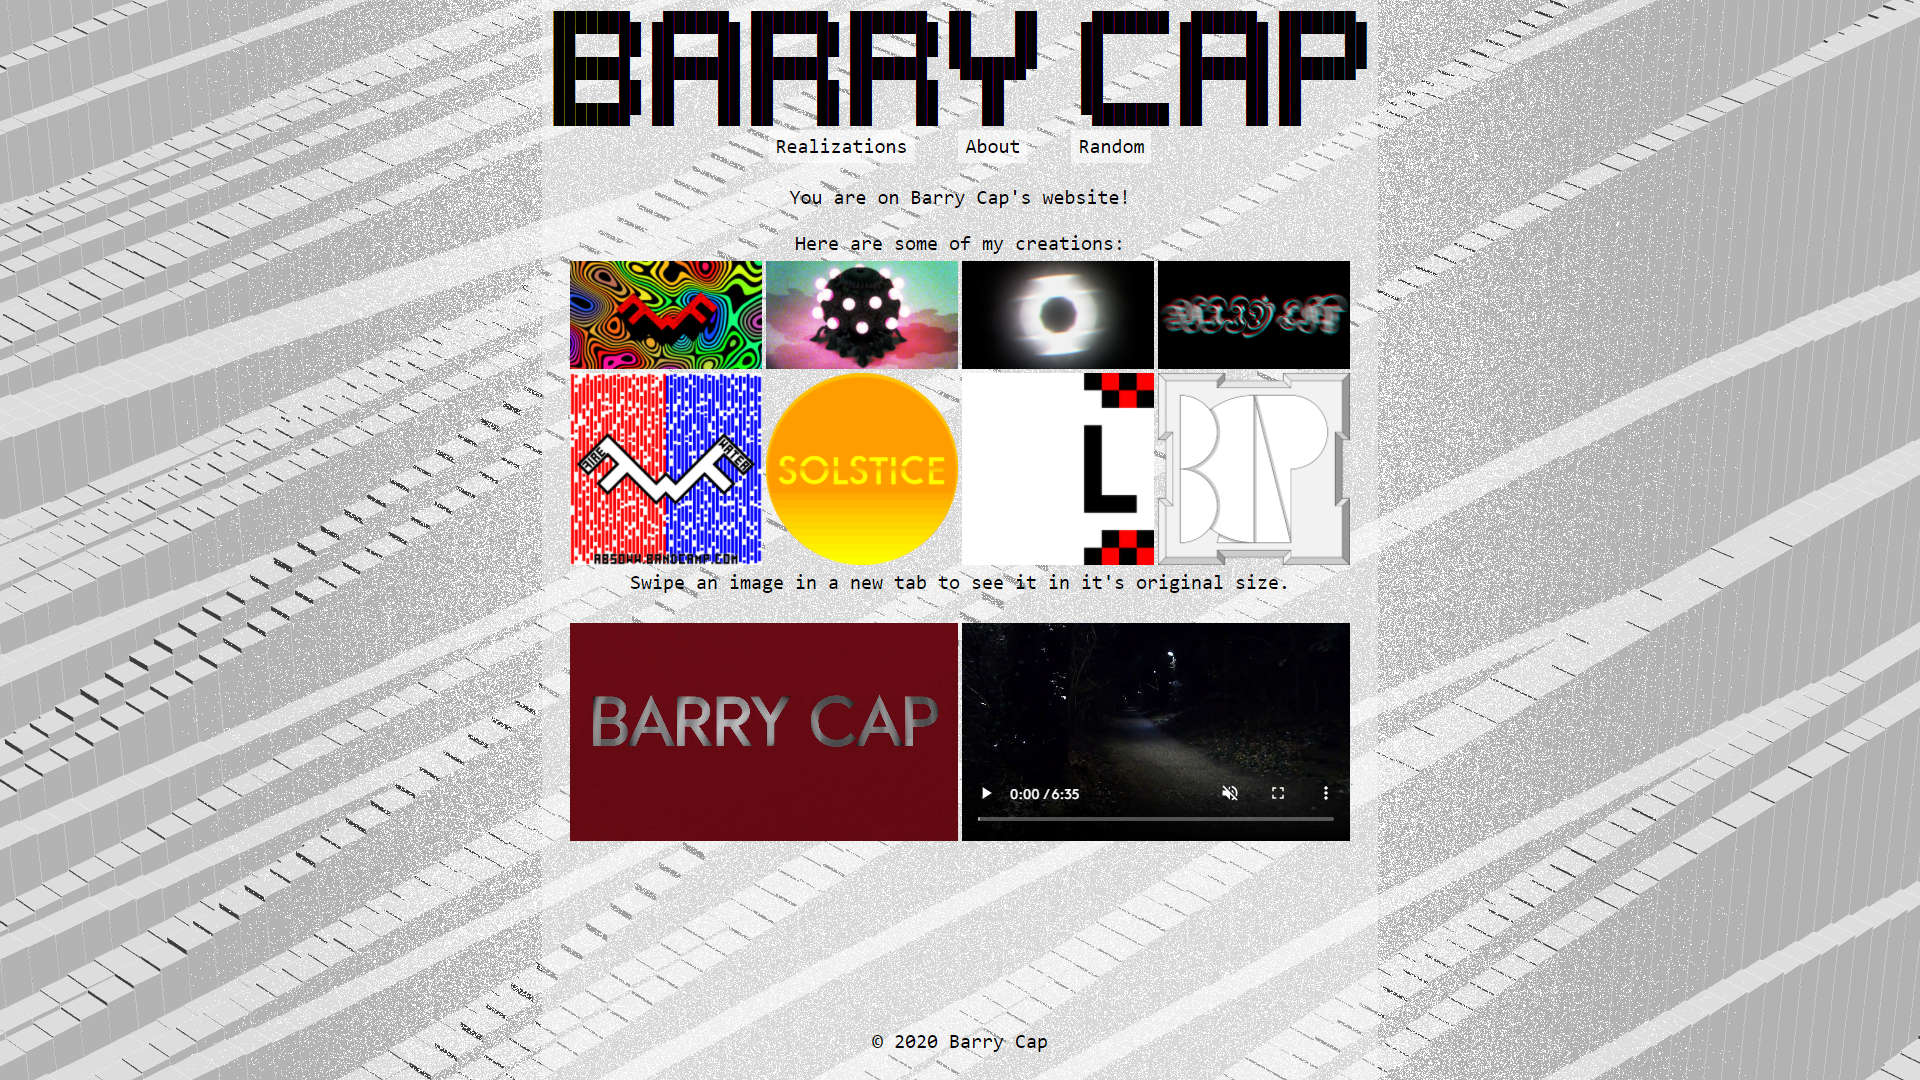 BARRY CAP
Realizations About Random
You are on Barry Cap's website!
Here are some of my creations:
FIRE WATER
SOLSTICE
L
Swipe an image in a new tab to see it in it's original size.
BARRY CAP
0:00 / 6:35
© 2020 Barry Cap